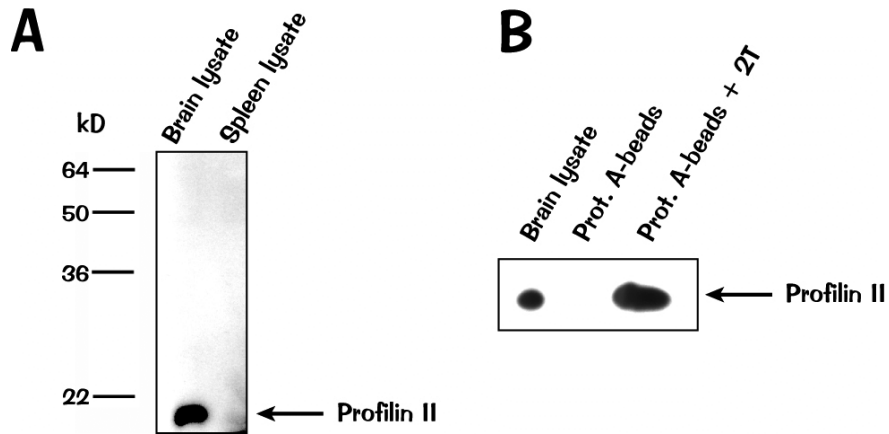 A
Brain lysate
Spleen lysate
kD
64
50
36
22
Profilin II
B
Brain lysate
Prot. A-beads
Prot. A-beads + 2T
Profilin II